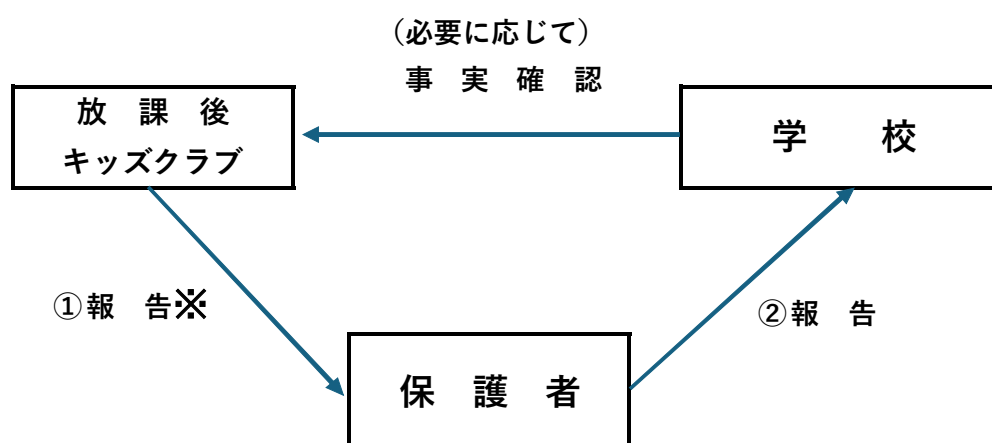 （必要に応じて）
事　実　確　認
放　課　後
キッズクラブ
学　　校
①報　告※
②報　告
保　護　者